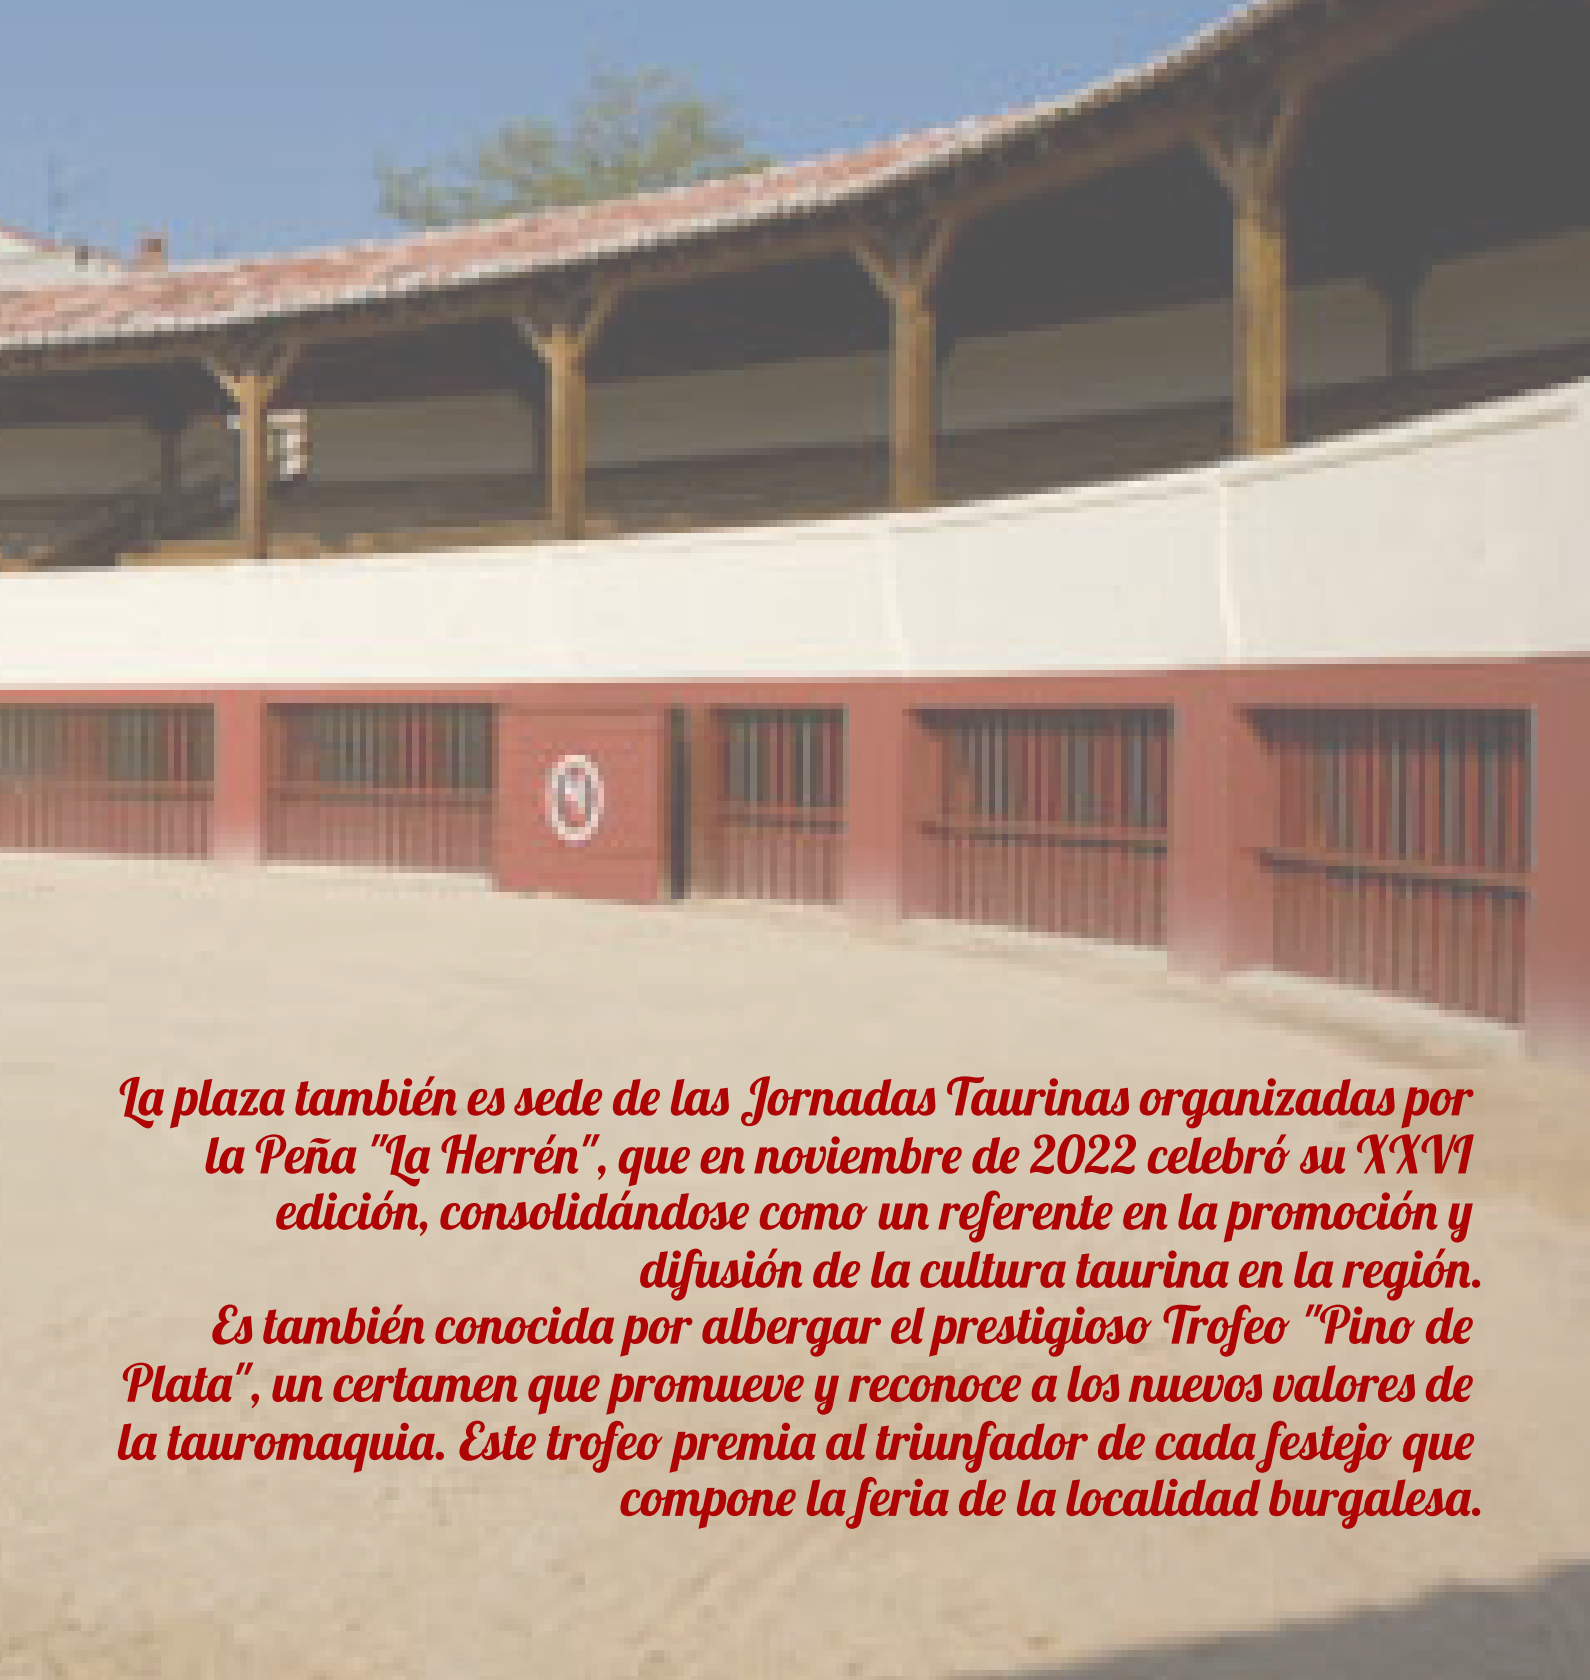 La plaza también es sede de las Jornadas Taurinas organizadas por
la Peña "La Herrén", que en noviembre de 2022 celebró su XXVI
edición, consolidándose como un referente en la promoción y
difusión de la cultura taurina en la región.
Es también conocida por albergar el prestigioso Trofeo "Pino de
Plata", un certamen que promueve y reconoce a los nuevos valores de
la tauromaquia. Este trofeo premia al triunfador de cada festejo que
compone la feria de la localidad burgalesa.